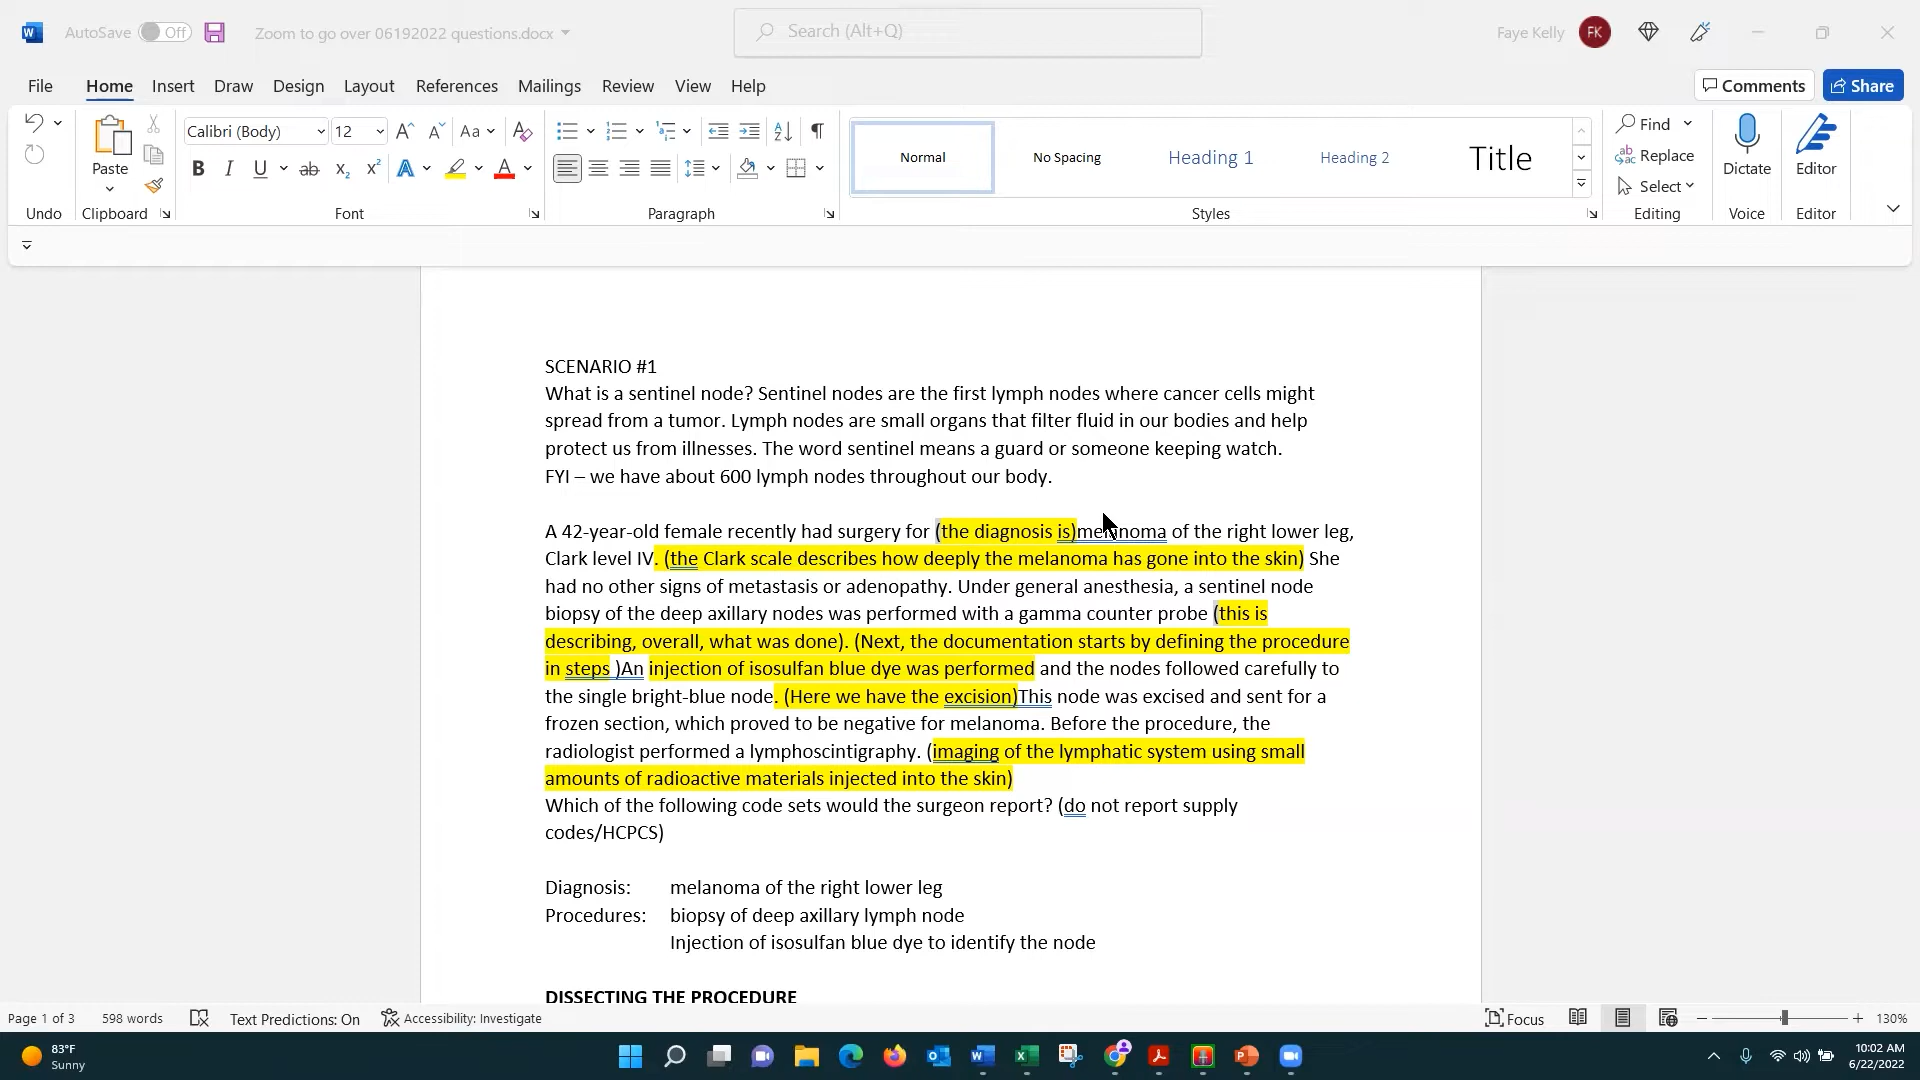 AutoSave Off Zoom to go over 06192022 questions.docx Search (Alt+Q) Faye Kelly FK
File Home Insert Draw Design Layout References Mailings Review View Help Comments Share
Calibri (Body) 12 Aa Normal No Spacing Heading 1 Heading 2 Title Find
Paste Replace Dictate Editor
Select
Undo Clipboard Font Paragraph Styles Editing Voice Editor
SCENARIO #1
What is a sentinel node? Sentinel nodes are the first lymph nodes where cancer cells might
spread from a tumor. Lymph nodes are small organs that filter fluid in our bodies and help
protect us from illnesses. The word sentinel means a guard or someone keeping watch.
FYI – we have about 600 lymph nodes throughout our body.
A 42-year-old female recently had surgery for (the diagnosis is)melanoma of the right lower leg,
Clark level IV. (the Clark scale describes how deeply the melanoma has gone into the skin) She
had no other signs of metastasis or adenopathy. Under general anesthesia, a sentinel node
biopsy of the deep axillary nodes was performed with a gamma counter probe (this is
describing, overall, what was done). (Next, the documentation starts by defining the procedure
in steps )An injection of isosulfan blue dye was performed and the nodes followed carefully to
the single bright-blue node. (Here we have the excision)This node was excised and sent for a
frozen section, which proved to be negative for melanoma. Before the procedure, the
radiologist performed a lymphoscintigraphy. (imaging of the lymphatic system using small
amounts of radioactive materials injected into the skin)
Which of the following code sets would the surgeon report? (do not report supply
codes/HCPCS)
Diagnosis: melanoma of the right lower leg
Procedures: biopsy of deep axillary lymph node
Injection of isosulfan blue dye to identify the node
DISSECTING THE PROCEDURE
Page 1 of 3 598 words Text Predictions: On Accessibility: Investigate Focus 130%
83°F
Sunny
10:02 AM
6/22/2022